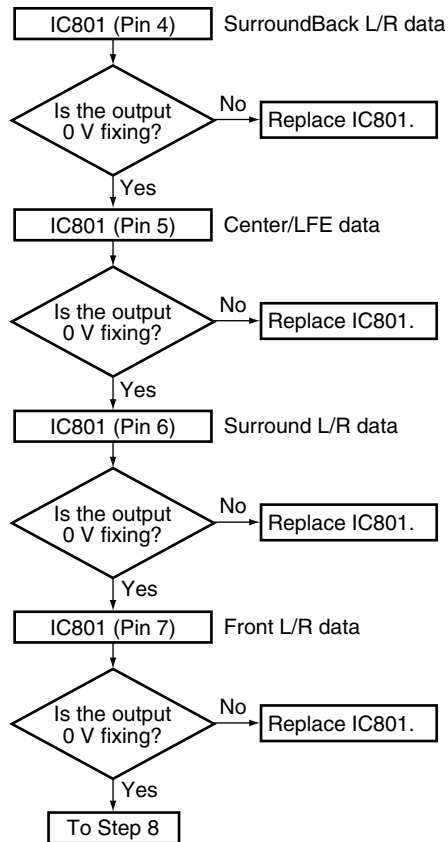 IC801 (Pin 4) SurroundBack L/R data
Is the output
0 V fixing?
No
Replace IC801.
Yes
IC801 (Pin 5) Center/LFE data
Is the output
0 V fixing?
No
Replace IC801.
Yes
IC801 (Pin 6) Surround L/R data
Is the output
0 V fixing?
No
Replace IC801.
Yes
IC801 (Pin 7) Front L/R data
Is the output
0 V fixing?
No
Replace IC801.
Yes
To Step 8